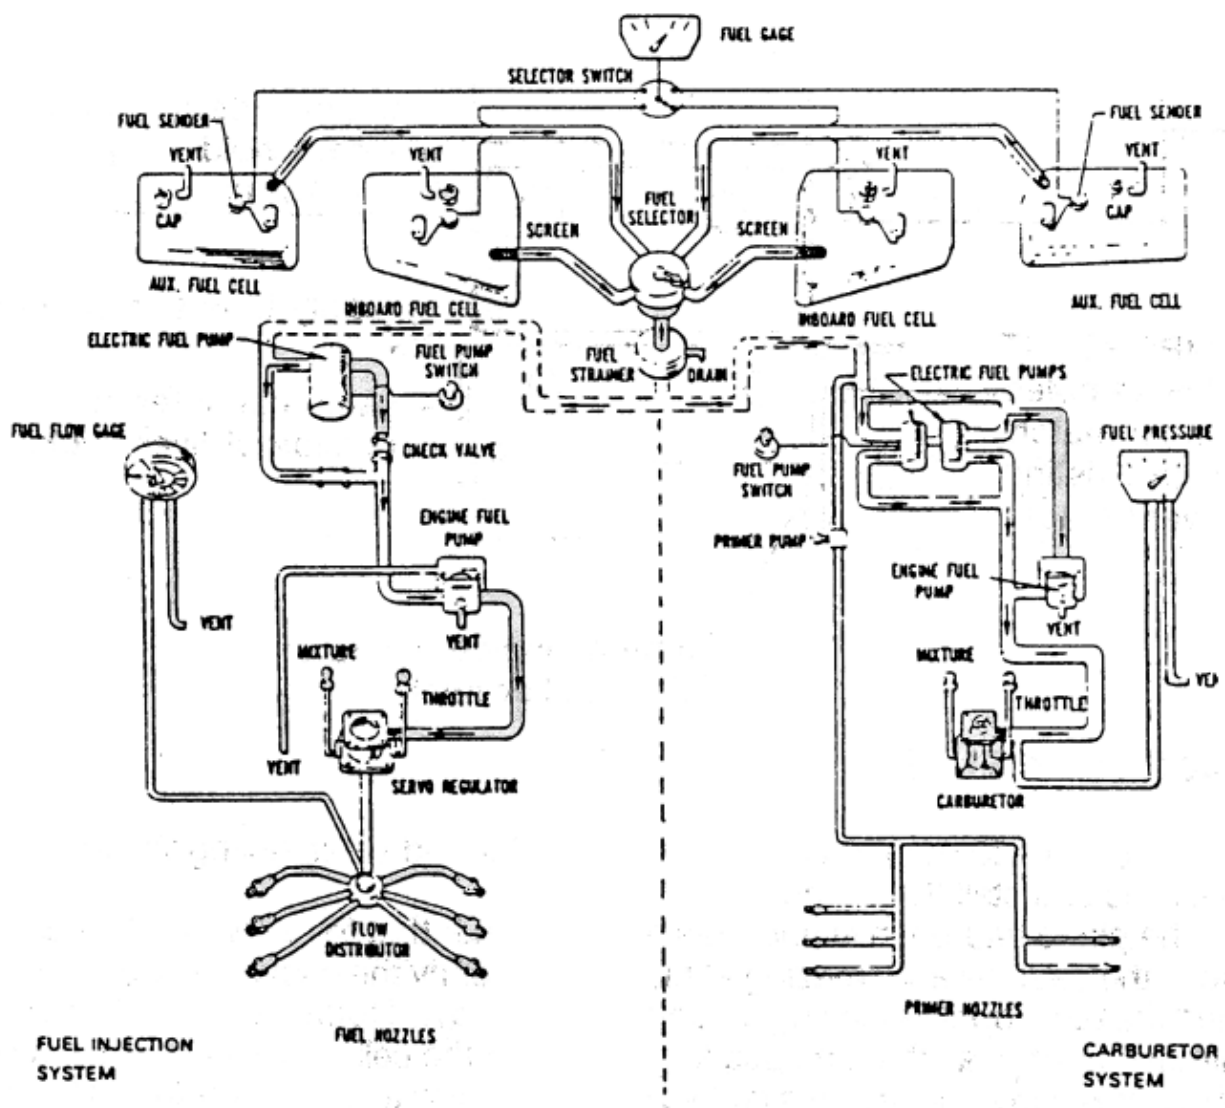 FUEL GAGE
SELECTOR SWITCH
FUEL SENDER
VENT
CAP
AUX. FUEL CELL
VENT
INBOARD FUEL CELL
SCREEN
FUEL
SELECTOR
SCREEN
VENT
INBOARD FUEL CELL
FUEL SENDER
VENT
CAP
AUX. FUEL CELL
ELECTRIC FUEL PUMP
FUEL PUMP
SWITCH
FUEL
STRAINER
DRAIN
FUEL FLOW GAGE
CHECK VALVE
ENGINE FUEL
PUMP
VENT
VENT
MIXTURE
THROTTLE
VENT
SERVO REGULATOR
FLOW
DISTRIBUTOR
FUEL NOZZLES
FUEL INJECTION
SYSTEM
ELECTRIC FUEL PUMPS
FUEL PRESSURE
FUEL PUMP
SWITCH
PRIMER PUMP
ENGINE FUEL
PUMP
VENT
MIXTURE
THROTTLE
VEN
CARBURETOR
PRIMER NOZZLES
CARBURETOR
SYSTEM